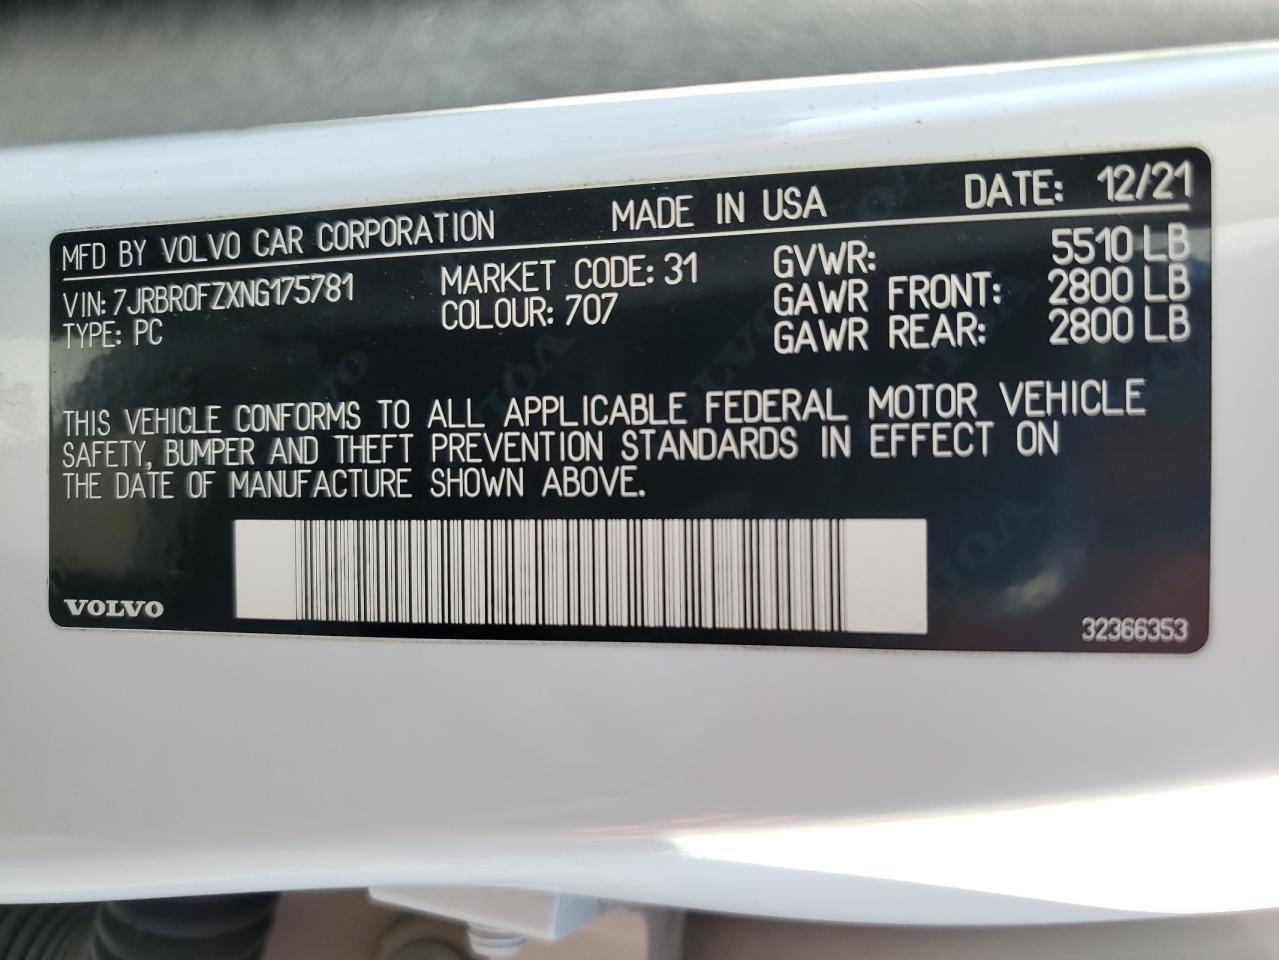 MFD BY VOLVO CAR CORPORATION MADE IN USA DATE: 12/21
VIN: 7JRBR0FZXNG175781 MARKET CODE: 31 GVWR: 5510 LB
TYPE: PC COLOUR: 707 GAWR FRONT: 2800 LB
GAWR REAR: 2800 LB
THIS VEHICLE CONFORMS TO ALL APPLICABLE FEDERAL MOTOR VEHICLE
SAFETY, BUMPER AND THEFT PREVENTION STANDARDS IN EFFECT ON
THE DATE OF MANUFACTURE SHOWN ABOVE.
VOLVO 32366353